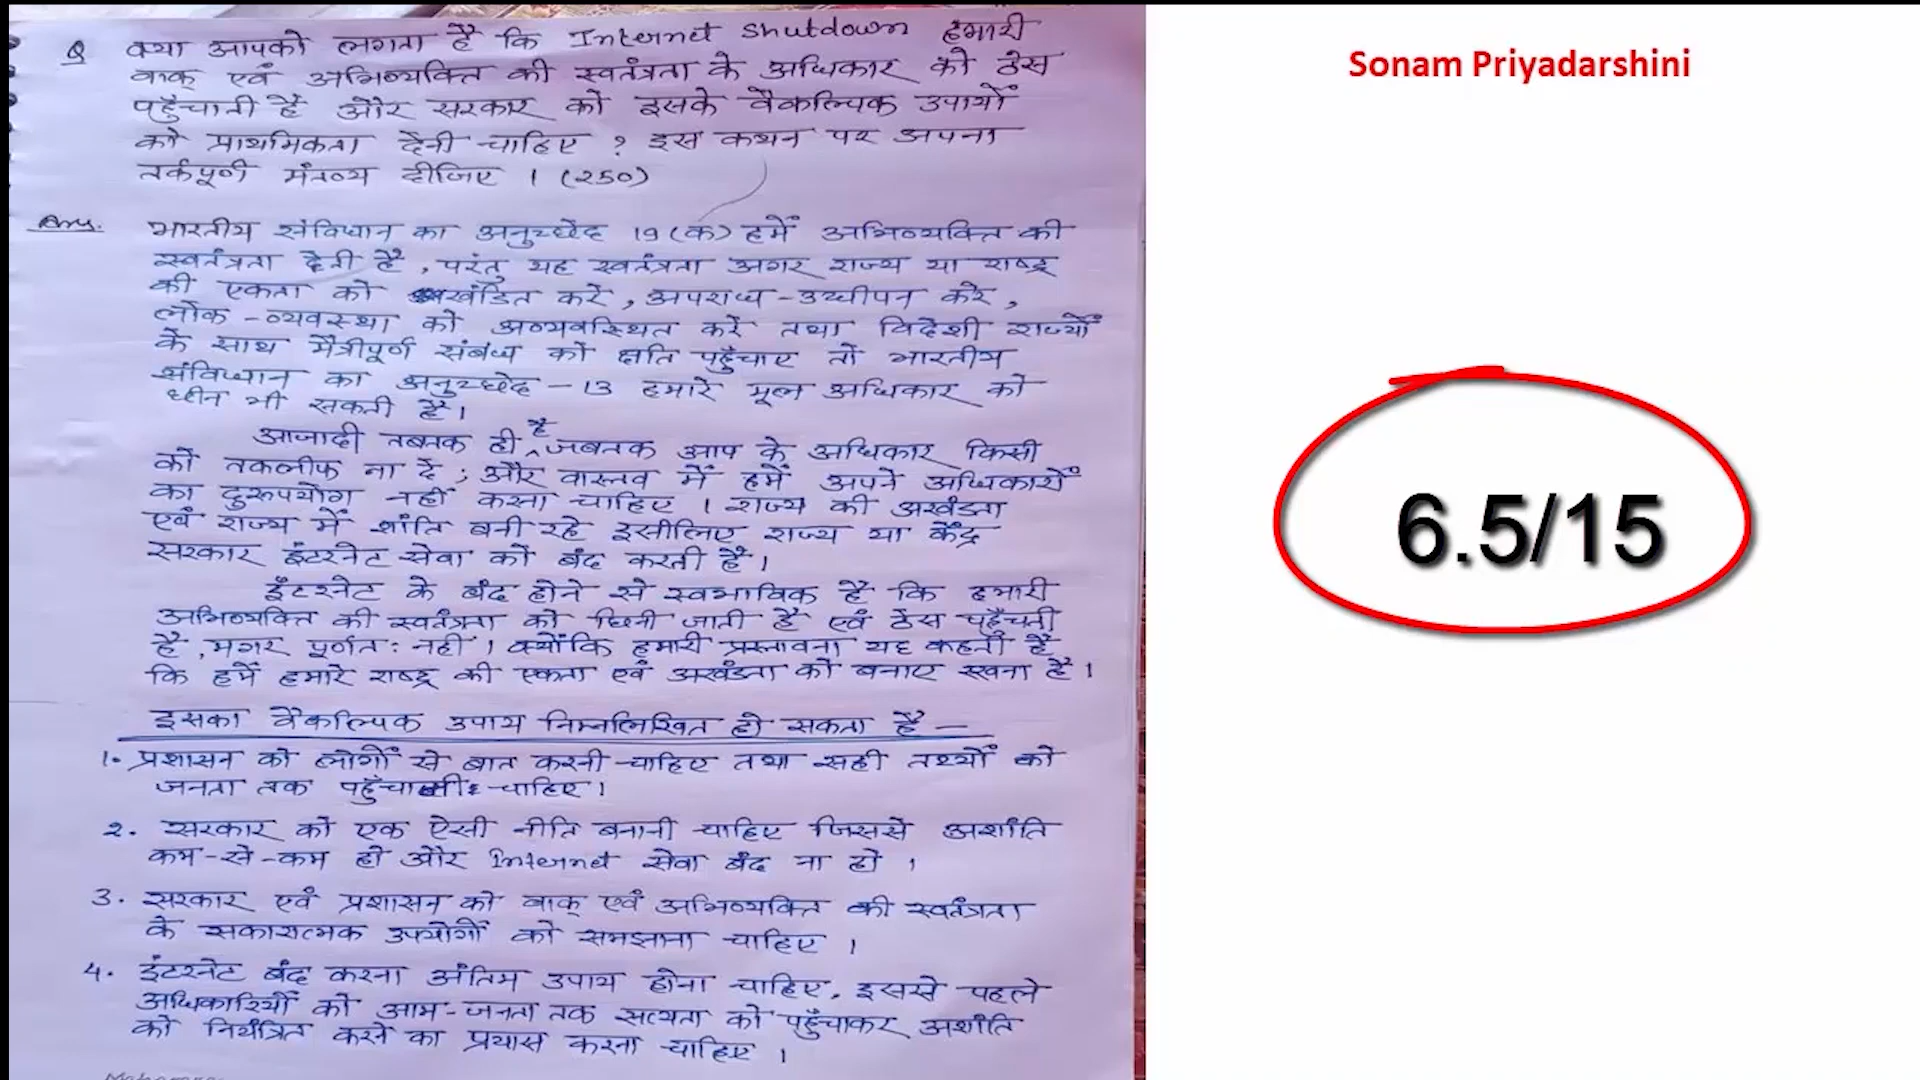 Q क्या आपको लगता है कि Internet shutdown हमारी
वाक् एवं अभिव्यक्ति की स्वतंत्रता के अधिकार को ठेस
पहुँचाती है और सरकार को इसके वैकल्पिक उपायों
को प्राथमिकता देनी चाहिए ? इस कथन पर अपना
तर्कपूर्ण मंतव्य दीजिए । (250)
Ans. भारतीय संविधान का अनुच्छेद 19 (क) हमें अभिव्यक्ति की
स्वतंत्रता देती है, परंतु यह स्वतंत्रता अगर राज्य या राष्ट्र
की एकता को खंडित करें, अपराध-उद्दीपन करे,
लोक-व्यवस्था को अव्यवस्थित करें तथा विदेशी राज्यों
के साथ मैत्रीपूर्ण संबंध को क्षति पहुँचाए तो भारतीय
संविधान का अनुच्छेद-13 हमारे मूल अधिकार को
छीन भी सकती है।
आजादी तबतक ही है जबतक आप के अधिकार किसी
को तकलीफ ना दें; और वास्तव में हमें अपने अधिकारों
का दुरूपयोग नहीं करना चाहिए । राज्य की अखंडता
एवं राज्य में शांति बनी रहे इसीलिए राज्य या केंद्र
सरकार इंटरनेट सेवा को बंद करती है।
इंटरनेट के बंद होने से स्वभाविक है कि हमारी
अभिव्यक्ति की स्वतंत्रता को छिनी जाती है एवं ठेस पहुँचती
है, मगर पूर्णत: नहीं । क्योंकि हमारी प्रस्तावना यह कहती है
कि हमें हमारे राष्ट्र की एकता एवं अखंडता को बनाए रखना है ।
इसका वैकल्पिक उपाय निम्नलिखित हो सकता है —
1. प्रशासन को लोगों से बात करनी चाहिए तथा सही तथ्यों को
जनता तक पहुँचानी चाहिए।
2. सरकार को एक ऐसी नीति बनानी चाहिए जिससे अशांति
कम-से-कम हो और Internet सेवा बंद ना हो ।
3. सरकार एवं प्रशासन को वाक् एवं अभिव्यक्ति की स्वतंत्रता
के सकारात्मक उपयोगों को समझाना चाहिए ।
4. इंटरनेट बंद करना अंतिम उपाय होना चाहिए, इससे पहले
अधिकारियों को आम-जनता तक सत्यता को पहुँचाकर अशांति
को नियंत्रित करने का प्रयास करना चाहिए ।
Sonam Priyadarshini
6.5/15